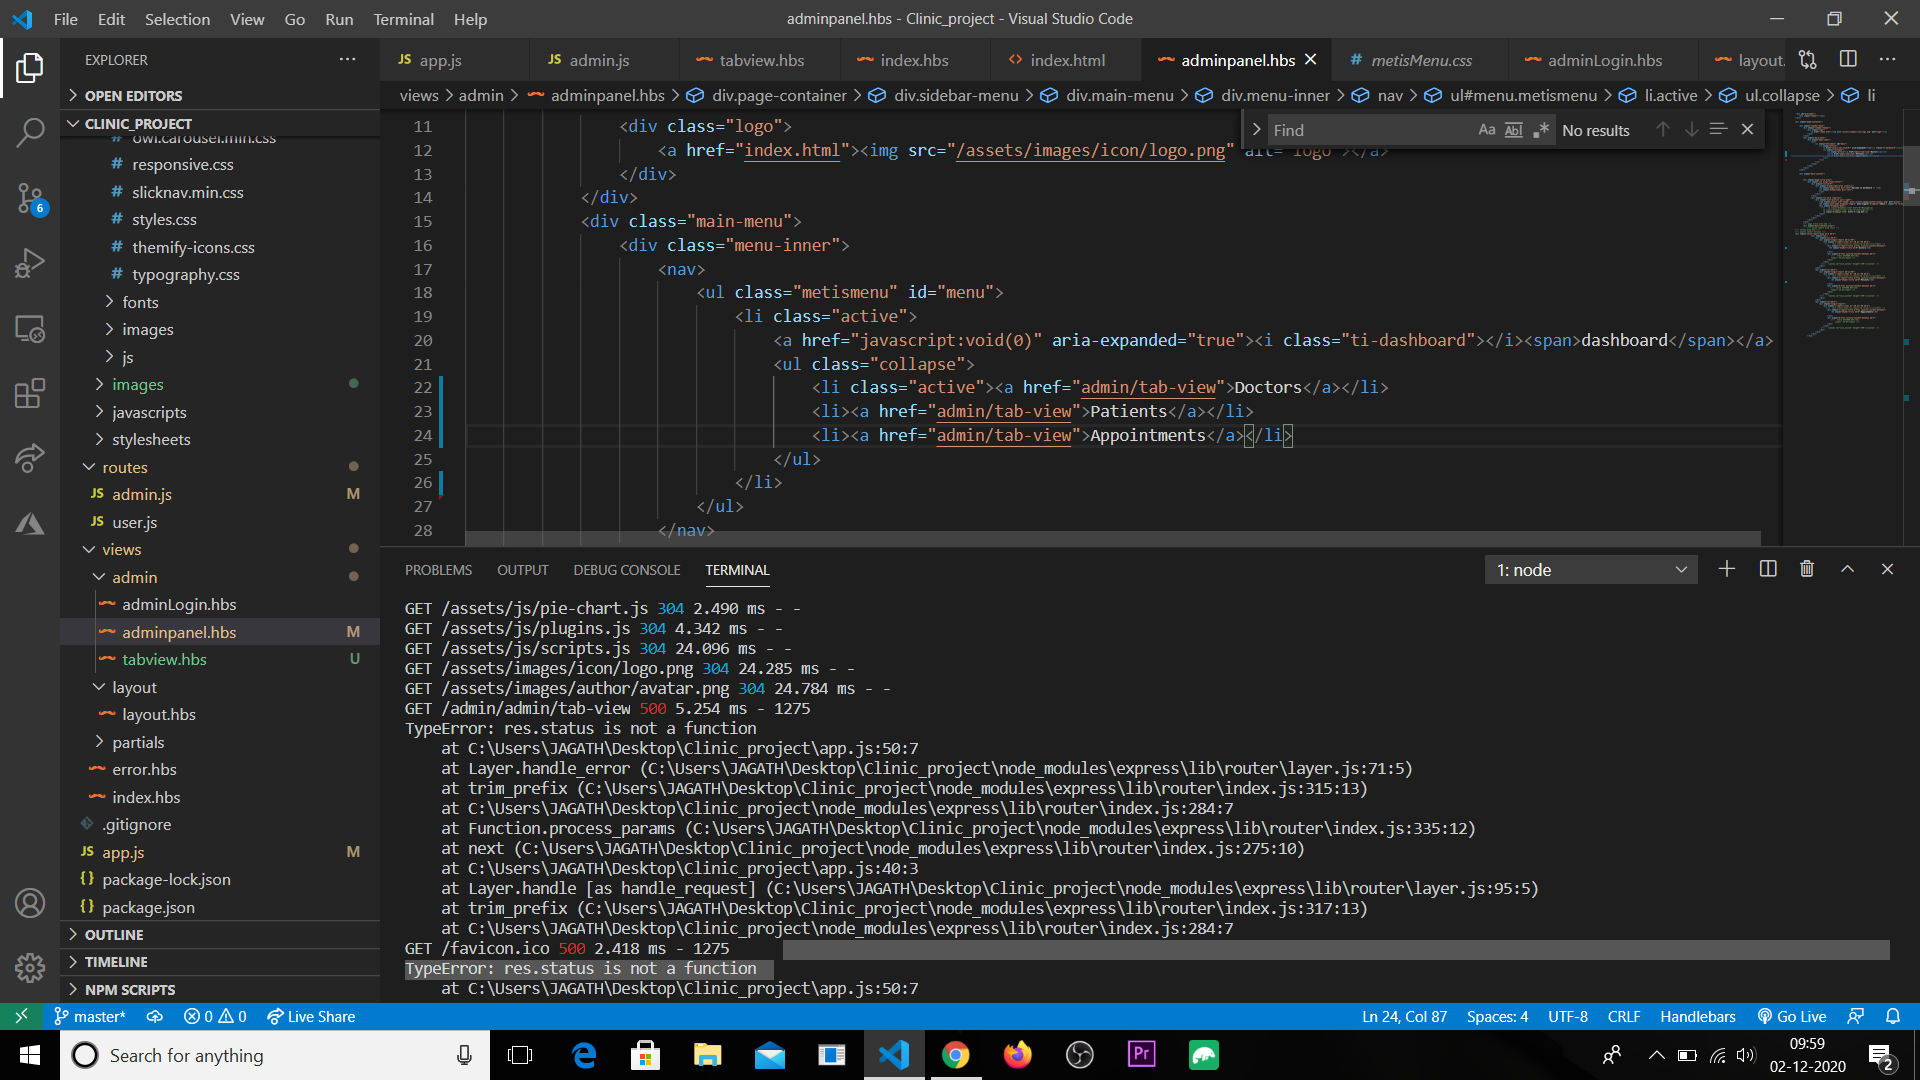 File Edit Selection View Go Run Terminal Help
adminpanel.hbs - Clinic_project - Visual Studio Code
EXPLORER
OPEN EDITORS
CLINIC_PROJECT
owl.carousel.min.css
# responsive.css
# slicknav.min.css
# styles.css
# themify-icons.css
# typography.css
fonts
images
js
images
javascripts
stylesheets
routes
JS admin.js M
JS user.js
views
admin
adminLogin.hbs
adminpanel.hbs M
tabview.hbs U
layout
layout.hbs
partials
error.hbs
index.hbs
.gitignore
JS app.js M
{} package-lock.json
{} package.json
OUTLINE
TIMELINE
NPM SCRIPTS
6
JS app.js JS admin.js tabview.hbs index.hbs <> index.html adminpanel.hbs # metisMenu.css adminLogin.hbs layout.
views > admin > adminpanel.hbs > div.page-container > div.sidebar-menu > div.main-menu > div.menu-inner > nav > ul#menu.metismenu > li.active > ul.collapse > li
Find Aa Abl .* No results
11 <div class="logo">
12 <a href="index.html"><img src="/assets/images/icon/logo.png" alt="logo"></a>
13 </div>
14 </div>
15 <div class="main-menu">
16 <div class="menu-inner">
17 <nav>
18 <ul class="metismenu" id="menu">
19 <li class="active">
20 <a href="javascript:void(0)" aria-expanded="true"><i class="ti-dashboard"></i><span>dashboard</span></a>
21 <ul class="collapse">
22 <li class="active"><a href="admin/tab-view">Doctors</a></li>
23 <li><a href="admin/tab-view">Patients</a></li>
24 <li><a href="admin/tab-view">Appointments</a></li>
25 </ul>
26 </li>
27 </ul>
28 </nav>
PROBLEMS OUTPUT DEBUG CONSOLE TERMINAL 1: node
GET /assets/js/pie-chart.js 304 2.490 ms - -
GET /assets/js/plugins.js 304 4.342 ms - -
GET /assets/js/scripts.js 304 24.096 ms - -
GET /assets/images/icon/logo.png 304 24.285 ms - -
GET /assets/images/author/avatar.png 304 24.784 ms - -
GET /admin/admin/tab-view 500 5.254 ms - 1275
TypeError: res.status is not a function
at C:\Users\JAGATH\Desktop\Clinic_project\app.js:50:7
at Layer.handle_error (C:\Users\JAGATH\Desktop\Clinic_project\node_modules\express\lib\router\layer.js:71:5)
at trim_prefix (C:\Users\JAGATH\Desktop\Clinic_project\node_modules\express\lib\router\index.js:315:13)
at C:\Users\JAGATH\Desktop\Clinic_project\node_modules\express\lib\router\index.js:284:7
at Function.process_params (C:\Users\JAGATH\Desktop\Clinic_project\node_modules\express\lib\router\index.js:335:12)
at next (C:\Users\JAGATH\Desktop\Clinic_project\node_modules\express\lib\router\index.js:275:10)
at C:\Users\JAGATH\Desktop\Clinic_project\app.js:40:3
at Layer.handle [as handle_request] (C:\Users\JAGATH\Desktop\Clinic_project\node_modules\express\lib\router\layer.js:95:5)
at trim_prefix (C:\Users\JAGATH\Desktop\Clinic_project\node_modules\express\lib\router\index.js:317:13)
at C:\Users\JAGATH\Desktop\Clinic_project\node_modules\express\lib\router\index.js:284:7
GET /favicon.ico 500 2.418 ms - 1275
TypeError: res.status is not a function
at C:\Users\JAGATH\Desktop\Clinic_project\app.js:50:7
master* 0 0 Live Share Ln 24, Col 87 Spaces: 4 UTF-8 CRLF Handlebars Go Live
Search for anything
Pr
09:59
02-12-2020
2